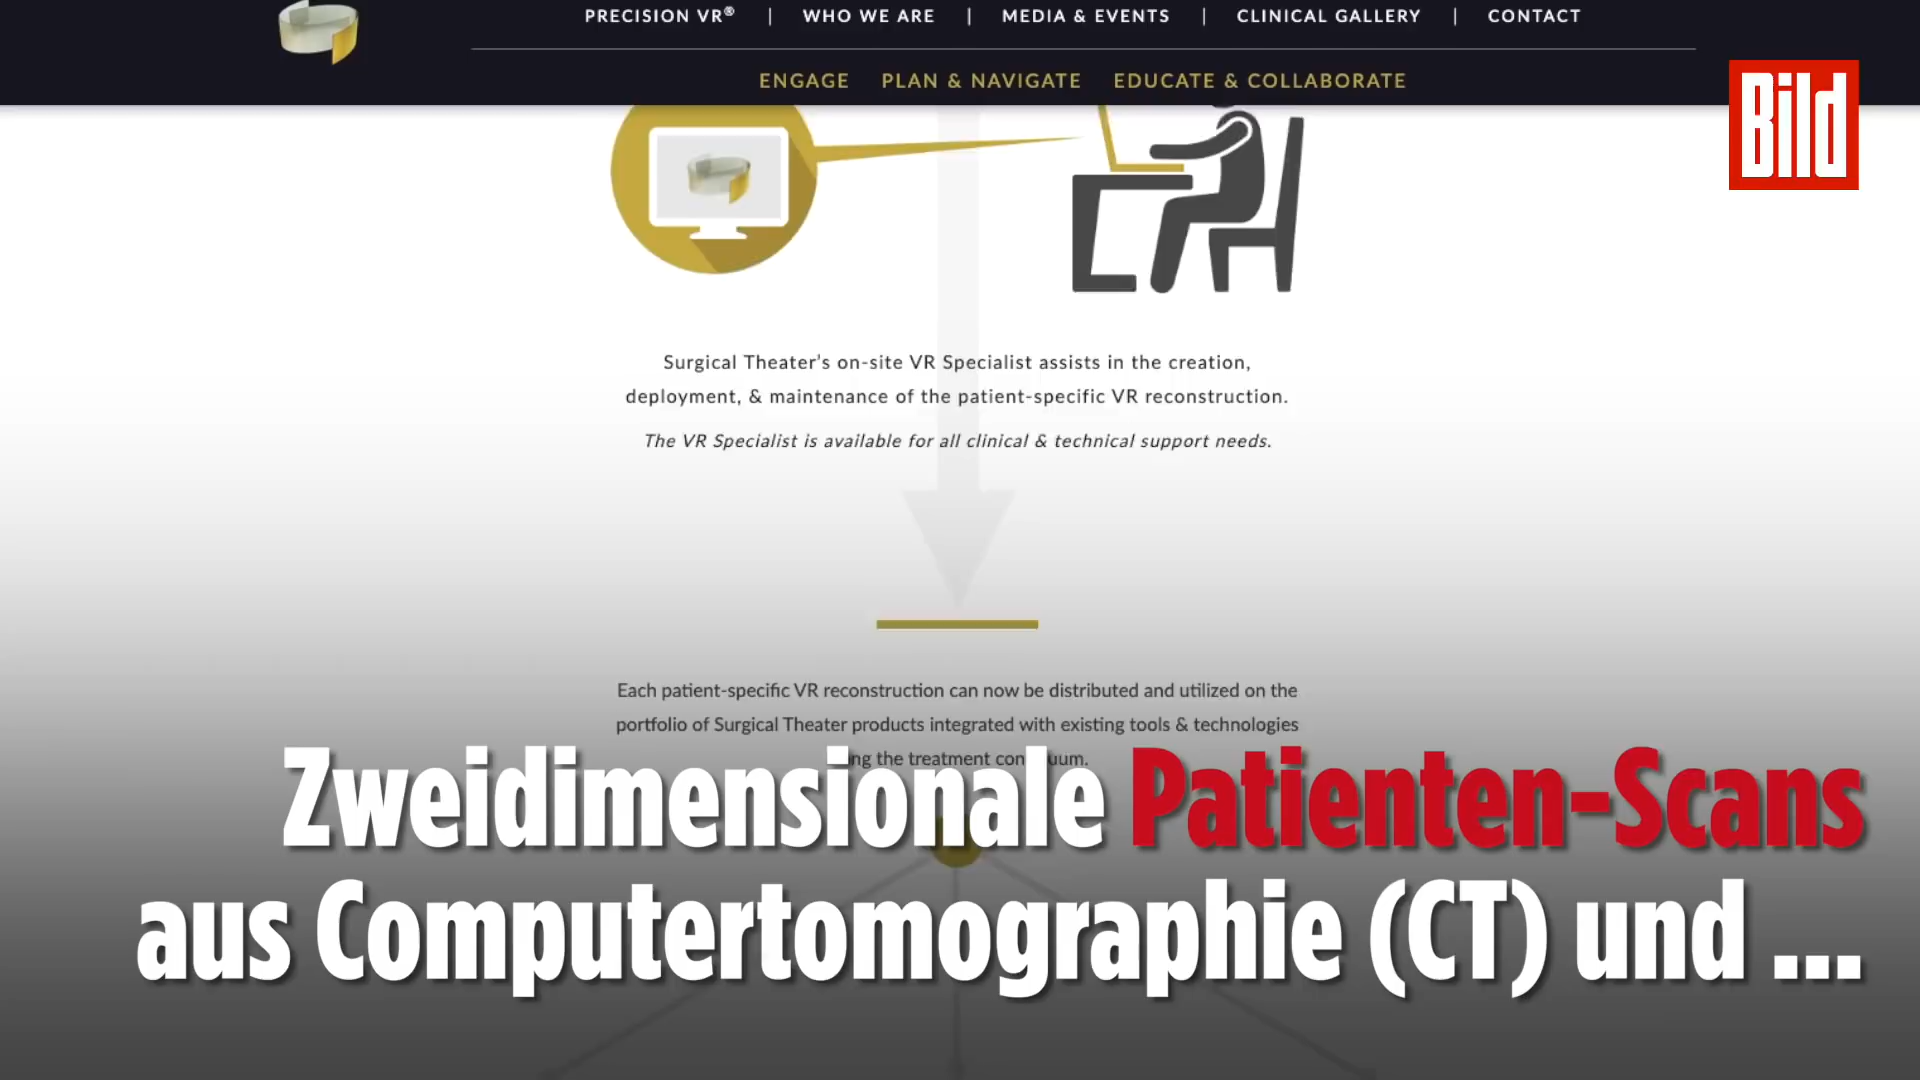 PRECISION VR® | WHO WE ARE | MEDIA & EVENTS | CLINICAL GALLERY | CONTACT
ENGAGE PLAN & NAVIGATE EDUCATE & COLLABORATE
Bild
Surgical Theater's on-site VR Specialist assists in the creation,
deployment, & maintenance of the patient-specific VR reconstruction.
The VR Specialist is available for all clinical & technical support needs.
Each patient-specific VR reconstruction can now be distributed and utilized on the
portfolio of Surgical Theater products integrated with existing tools & technologies
the treatment
Zweidimensionale Patienten-Scans
aus Computertomographie (CT) und ...